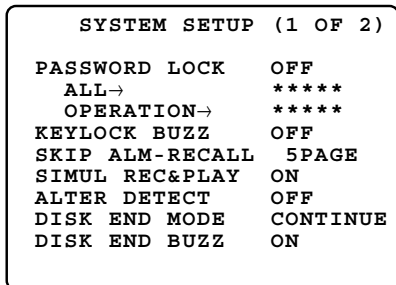 SYSTEM SETUP (1 OF 2)
PASSWORD LOCK OFF
ALL→ *****
OPERATION→ *****
KEYLOCK BUZZ OFF
SKIP ALM-RECALL 5PAGE
SIMUL REC&PLAY ON
ALTER DETECT OFF
DISK END MODE CONTINUE
DISK END BUZZ ON